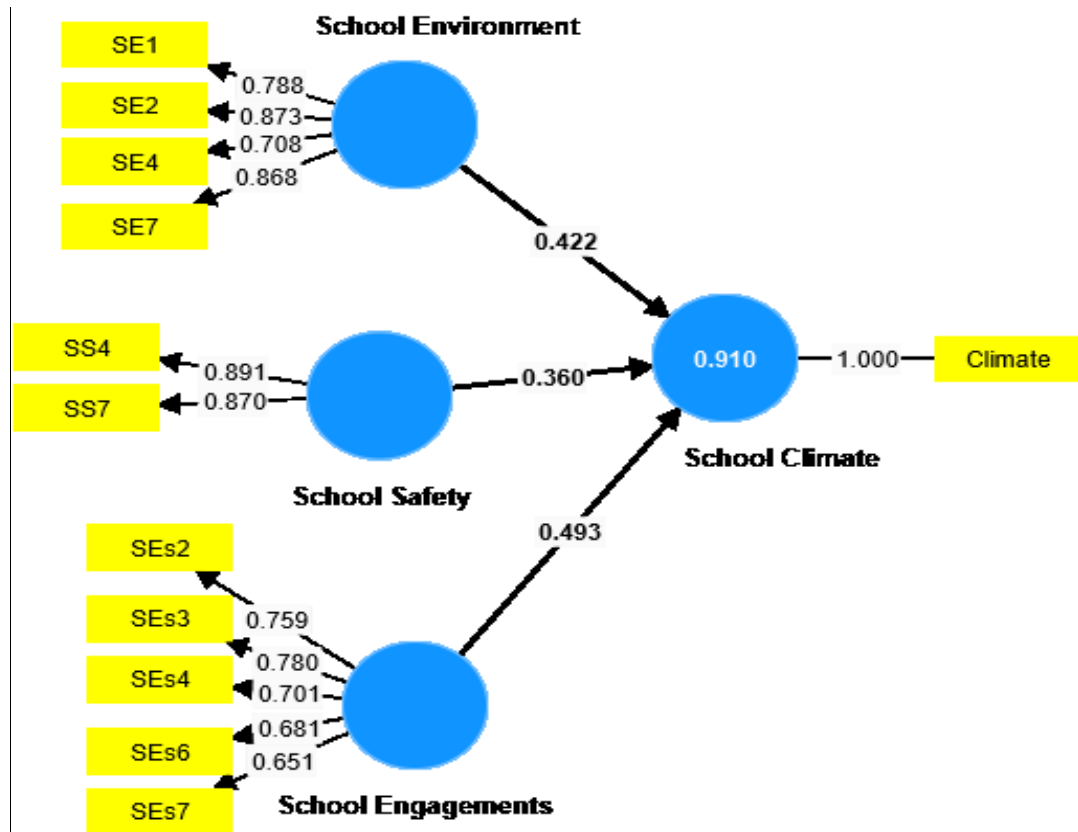 School Environment
SE1
0.788
SE2
0.873
SE4
0.708
0.868
SE7
0.422
SS4
0.891
SS7
0.870
0.360
0.910
1.000
Climate
School Climate
School Safety
0.493
SEs2
0.759
SEs3
0.780
SEs4
0.701
0.681
SEs6
0.651
SEs7
School Engagements